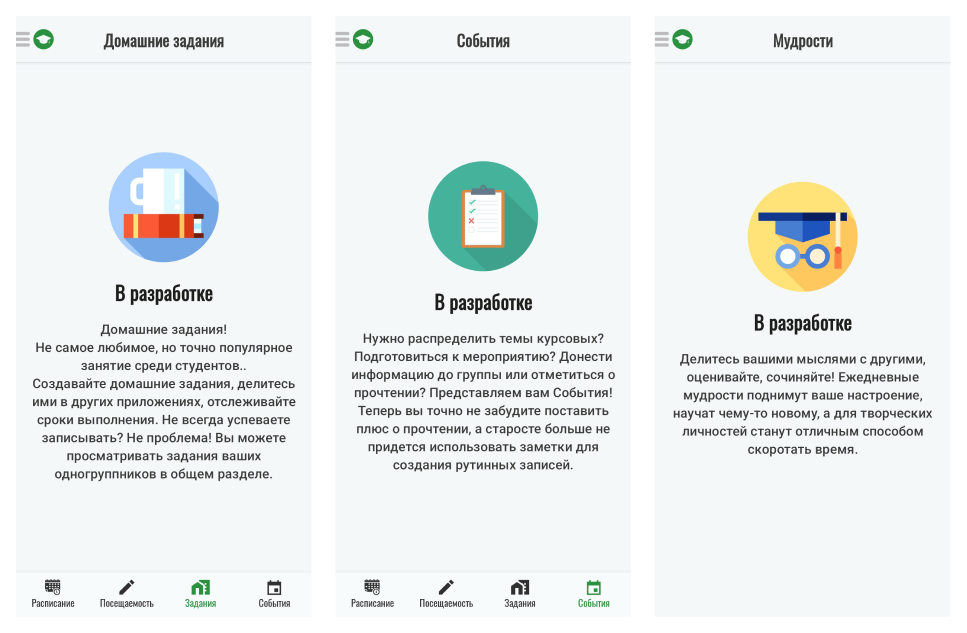 Домашние задания
В разработке
Домашние задания!
Не самое любимое, но точно популярное
занятие среди студентов..
Создавайте домашние задания, делитесь
ими в других приложениях, отслеживайте
сроки выполнения. Не всегда успеваете
записывать? Не проблема! Вы можете
просматривать задания ваших
одногруппников в общем разделе.
Расписание
Посещаемость
Задания
События
События
В разработке
Нужно распределить темы курсовых?
Подготовиться к мероприятию? Донести
информацию до группы или отметиться о
прочтении? Представляем вам События!
Теперь вы точно не забудите поставить
плюс о прочтении, а старосте больше не
придется использовать заметки для
создания рутинных записей.
Расписание
Посещаемость
Задания
События
Мудрости
В разработке
Делитесь вашими мыслями с другими,
оценивайте, сочиняйте! Ежедневные
мудрости поднимут ваше настроение,
научат чему-то новому, а для творческих
личностей станут отличным способом
скоротать время.